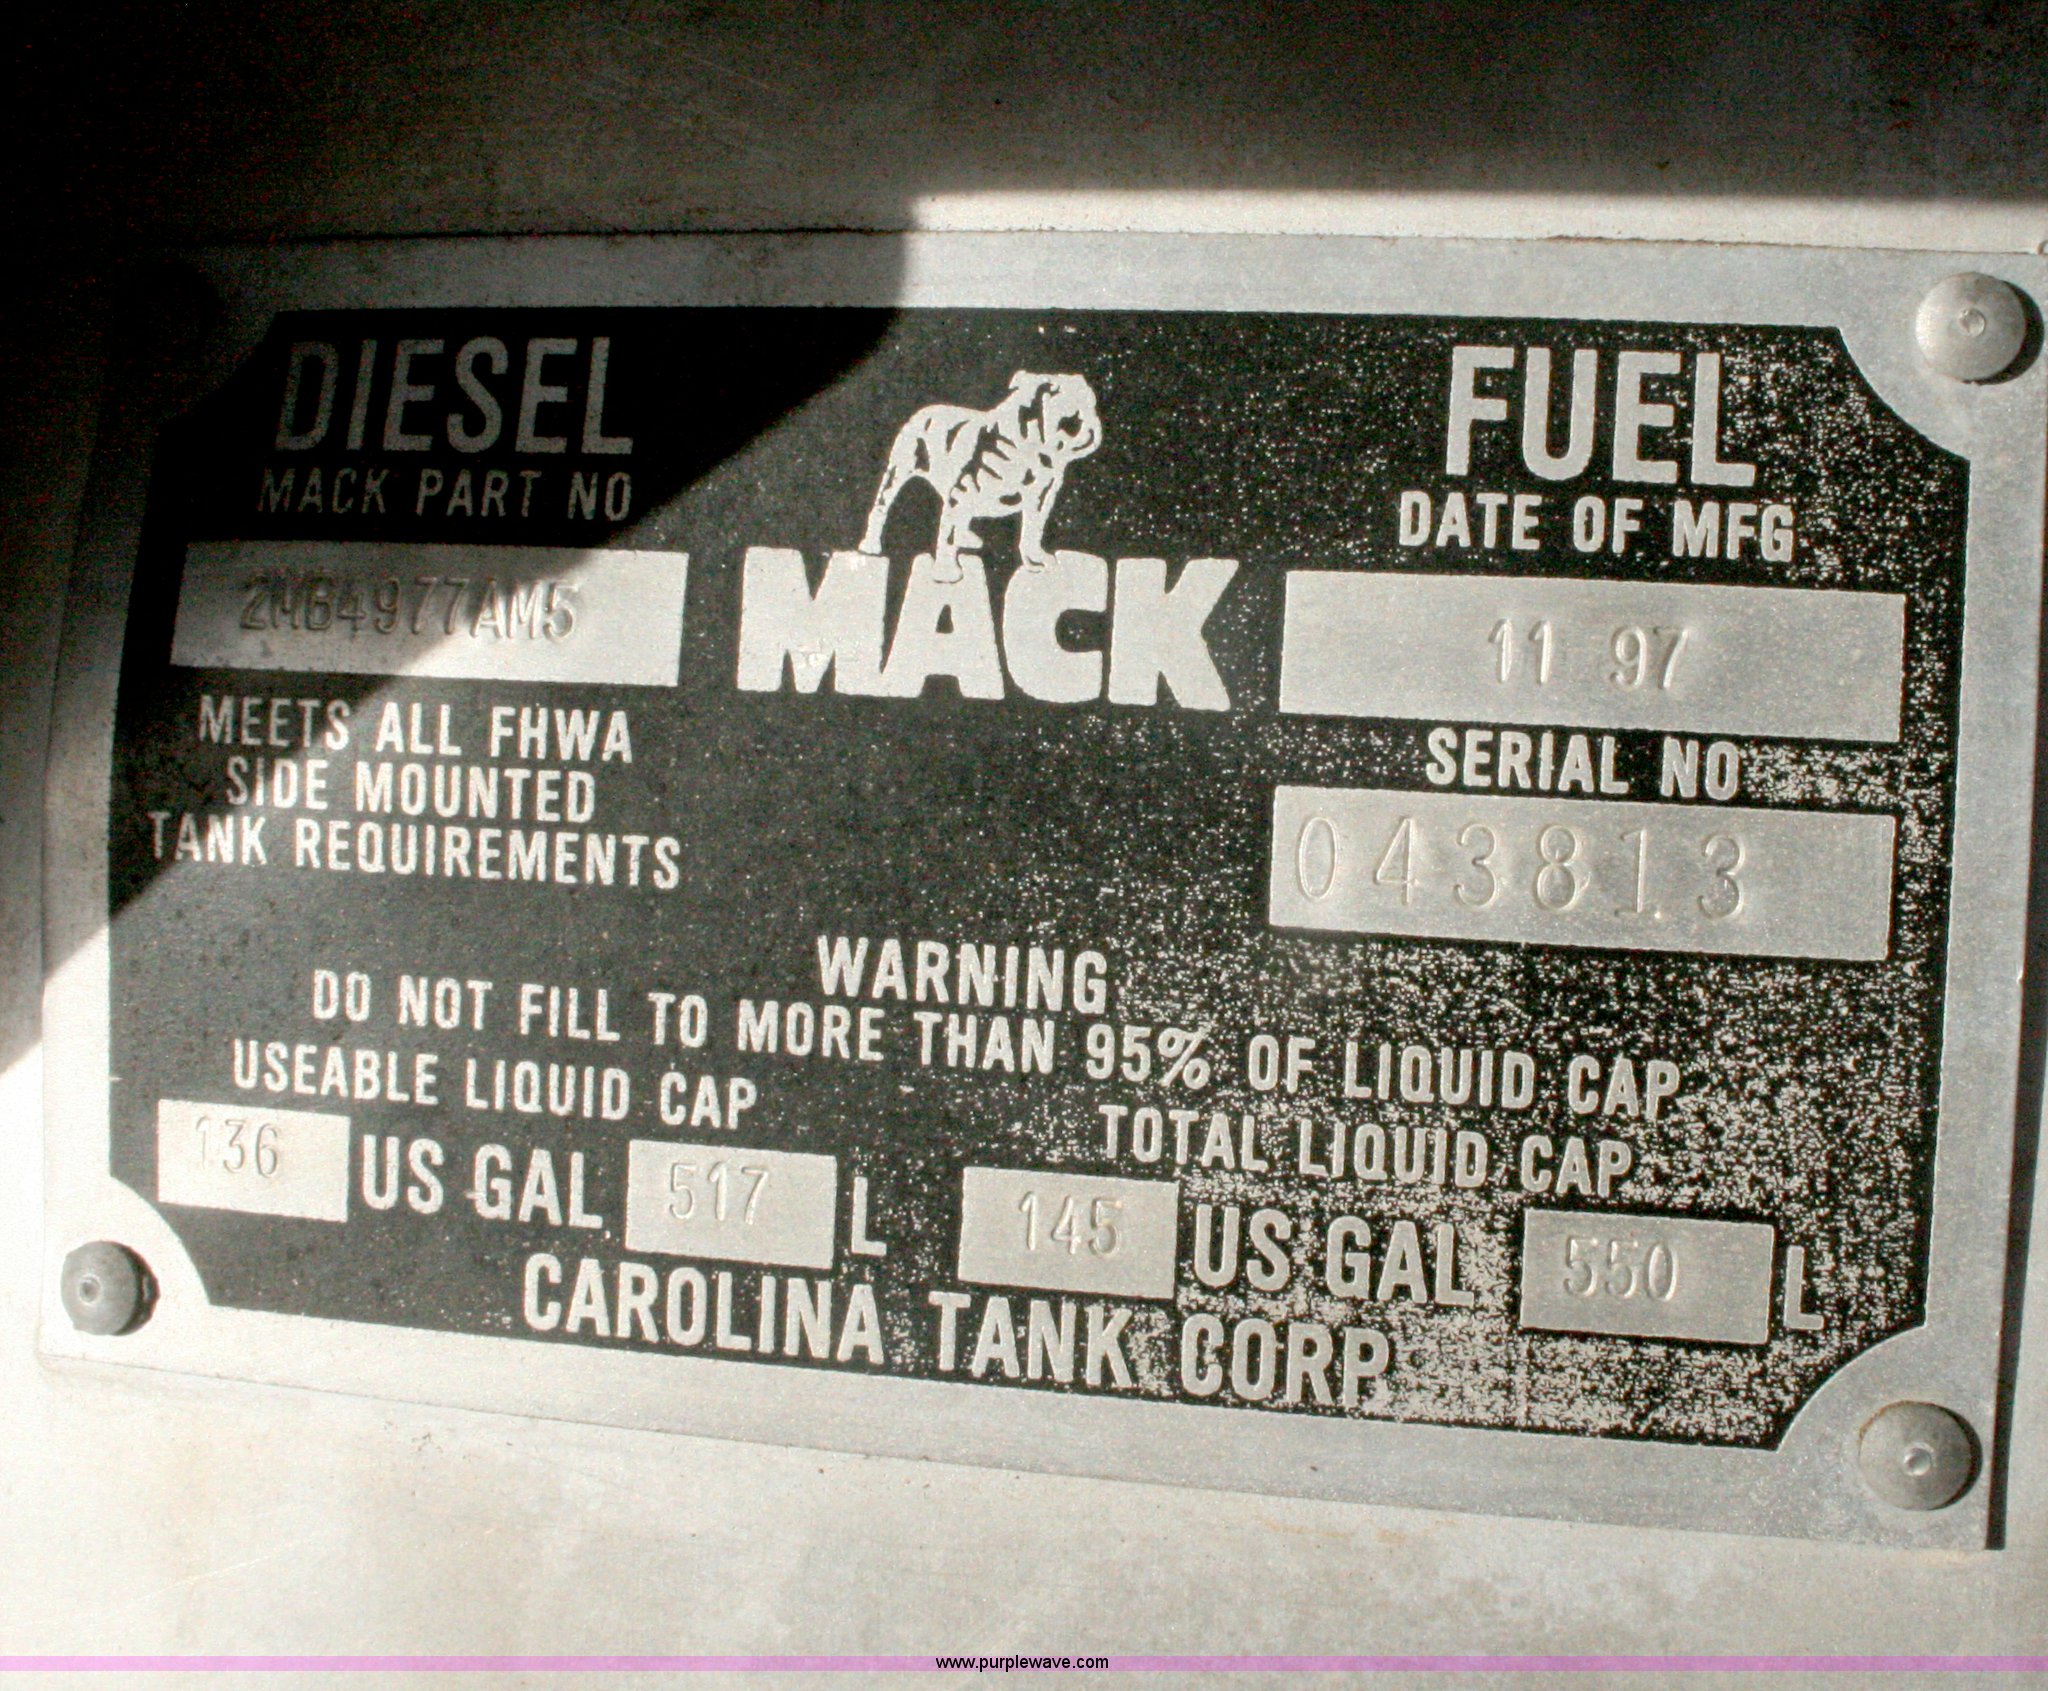 DIESEL
MACK PART NO
2MB4977AM5
MEETS ALL FHWA
SIDE MOUNTED
TANK REQUIREMENTS
MACK
FUEL
DATE OF MFG
11 97
SERIAL NO
043813
WARNING
DO NOT FILL TO MORE THAN 95% OF LIQUID CAP
USEABLE LIQUID CAP
136 US GAL 517 L
TOTAL LIQUID CAP
145 US GAL 550 L
CAROLINA TANK CORP
www.purplewave.com